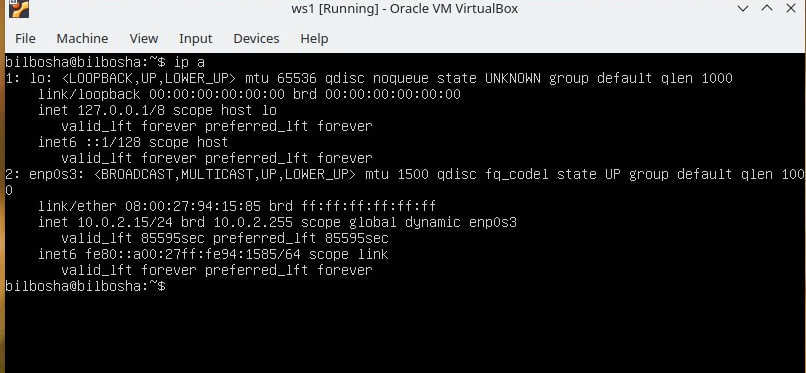 ws1 [Running] - Oracle VM VirtualBox
File Machine View Input Devices Help
bilbosha@bilbosha:~$ ip a
1: lo: <LOOPBACK,UP,LOWER_UP> mtu 65536 qdisc noqueue state UNKNOWN group default qlen 1000
    link/loopback 00:00:00:00:00:00 brd 00:00:00:00:00:00
    inet 127.0.0.1/8 scope host lo
       valid_lft forever preferred_lft forever
    inet6 ::1/128 scope host
       valid_lft forever preferred_lft forever
2: enp0s3: <BROADCAST,MULTICAST,UP,LOWER_UP> mtu 1500 qdisc fq_codel state UP group default qlen 100
0
    link/ether 08:00:27:94:15:85 brd ff:ff:ff:ff:ff:ff
    inet 10.0.2.15/24 brd 10.0.2.255 scope global dynamic enp0s3
       valid_lft 85595sec preferred_lft 85595sec
    inet6 fe80::a00:27ff:fe94:1585/64 scope link
       valid_lft forever preferred_lft forever
bilbosha@bilbosha:~$